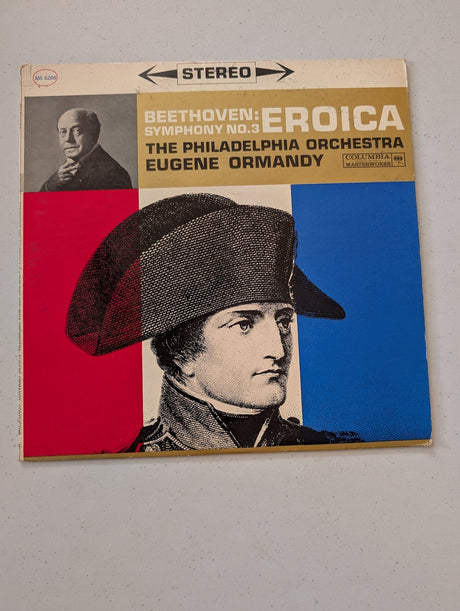 MS 6266
STEREO
BEETHOVEN:
SYMPHONY NO.3 EROICA
THE PHILADELPHIA ORCHESTRA
EUGENE ORMANDY
COLUMBIA
MASTERWORKS